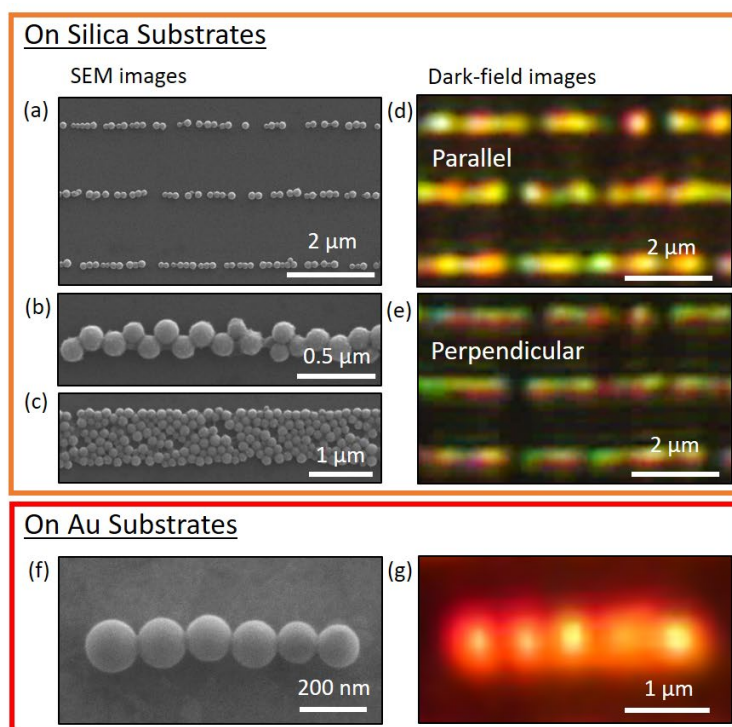 On Silica Substrates
SEM images
Dark-field images
(a)
2 μm
(b)
0.5 μm
(c)
1 μm
(d)
Parallel
2 μm
(e)
Perpendicular
2 μm
On Au Substrates
(f)
200 nm
(g)
1 μm